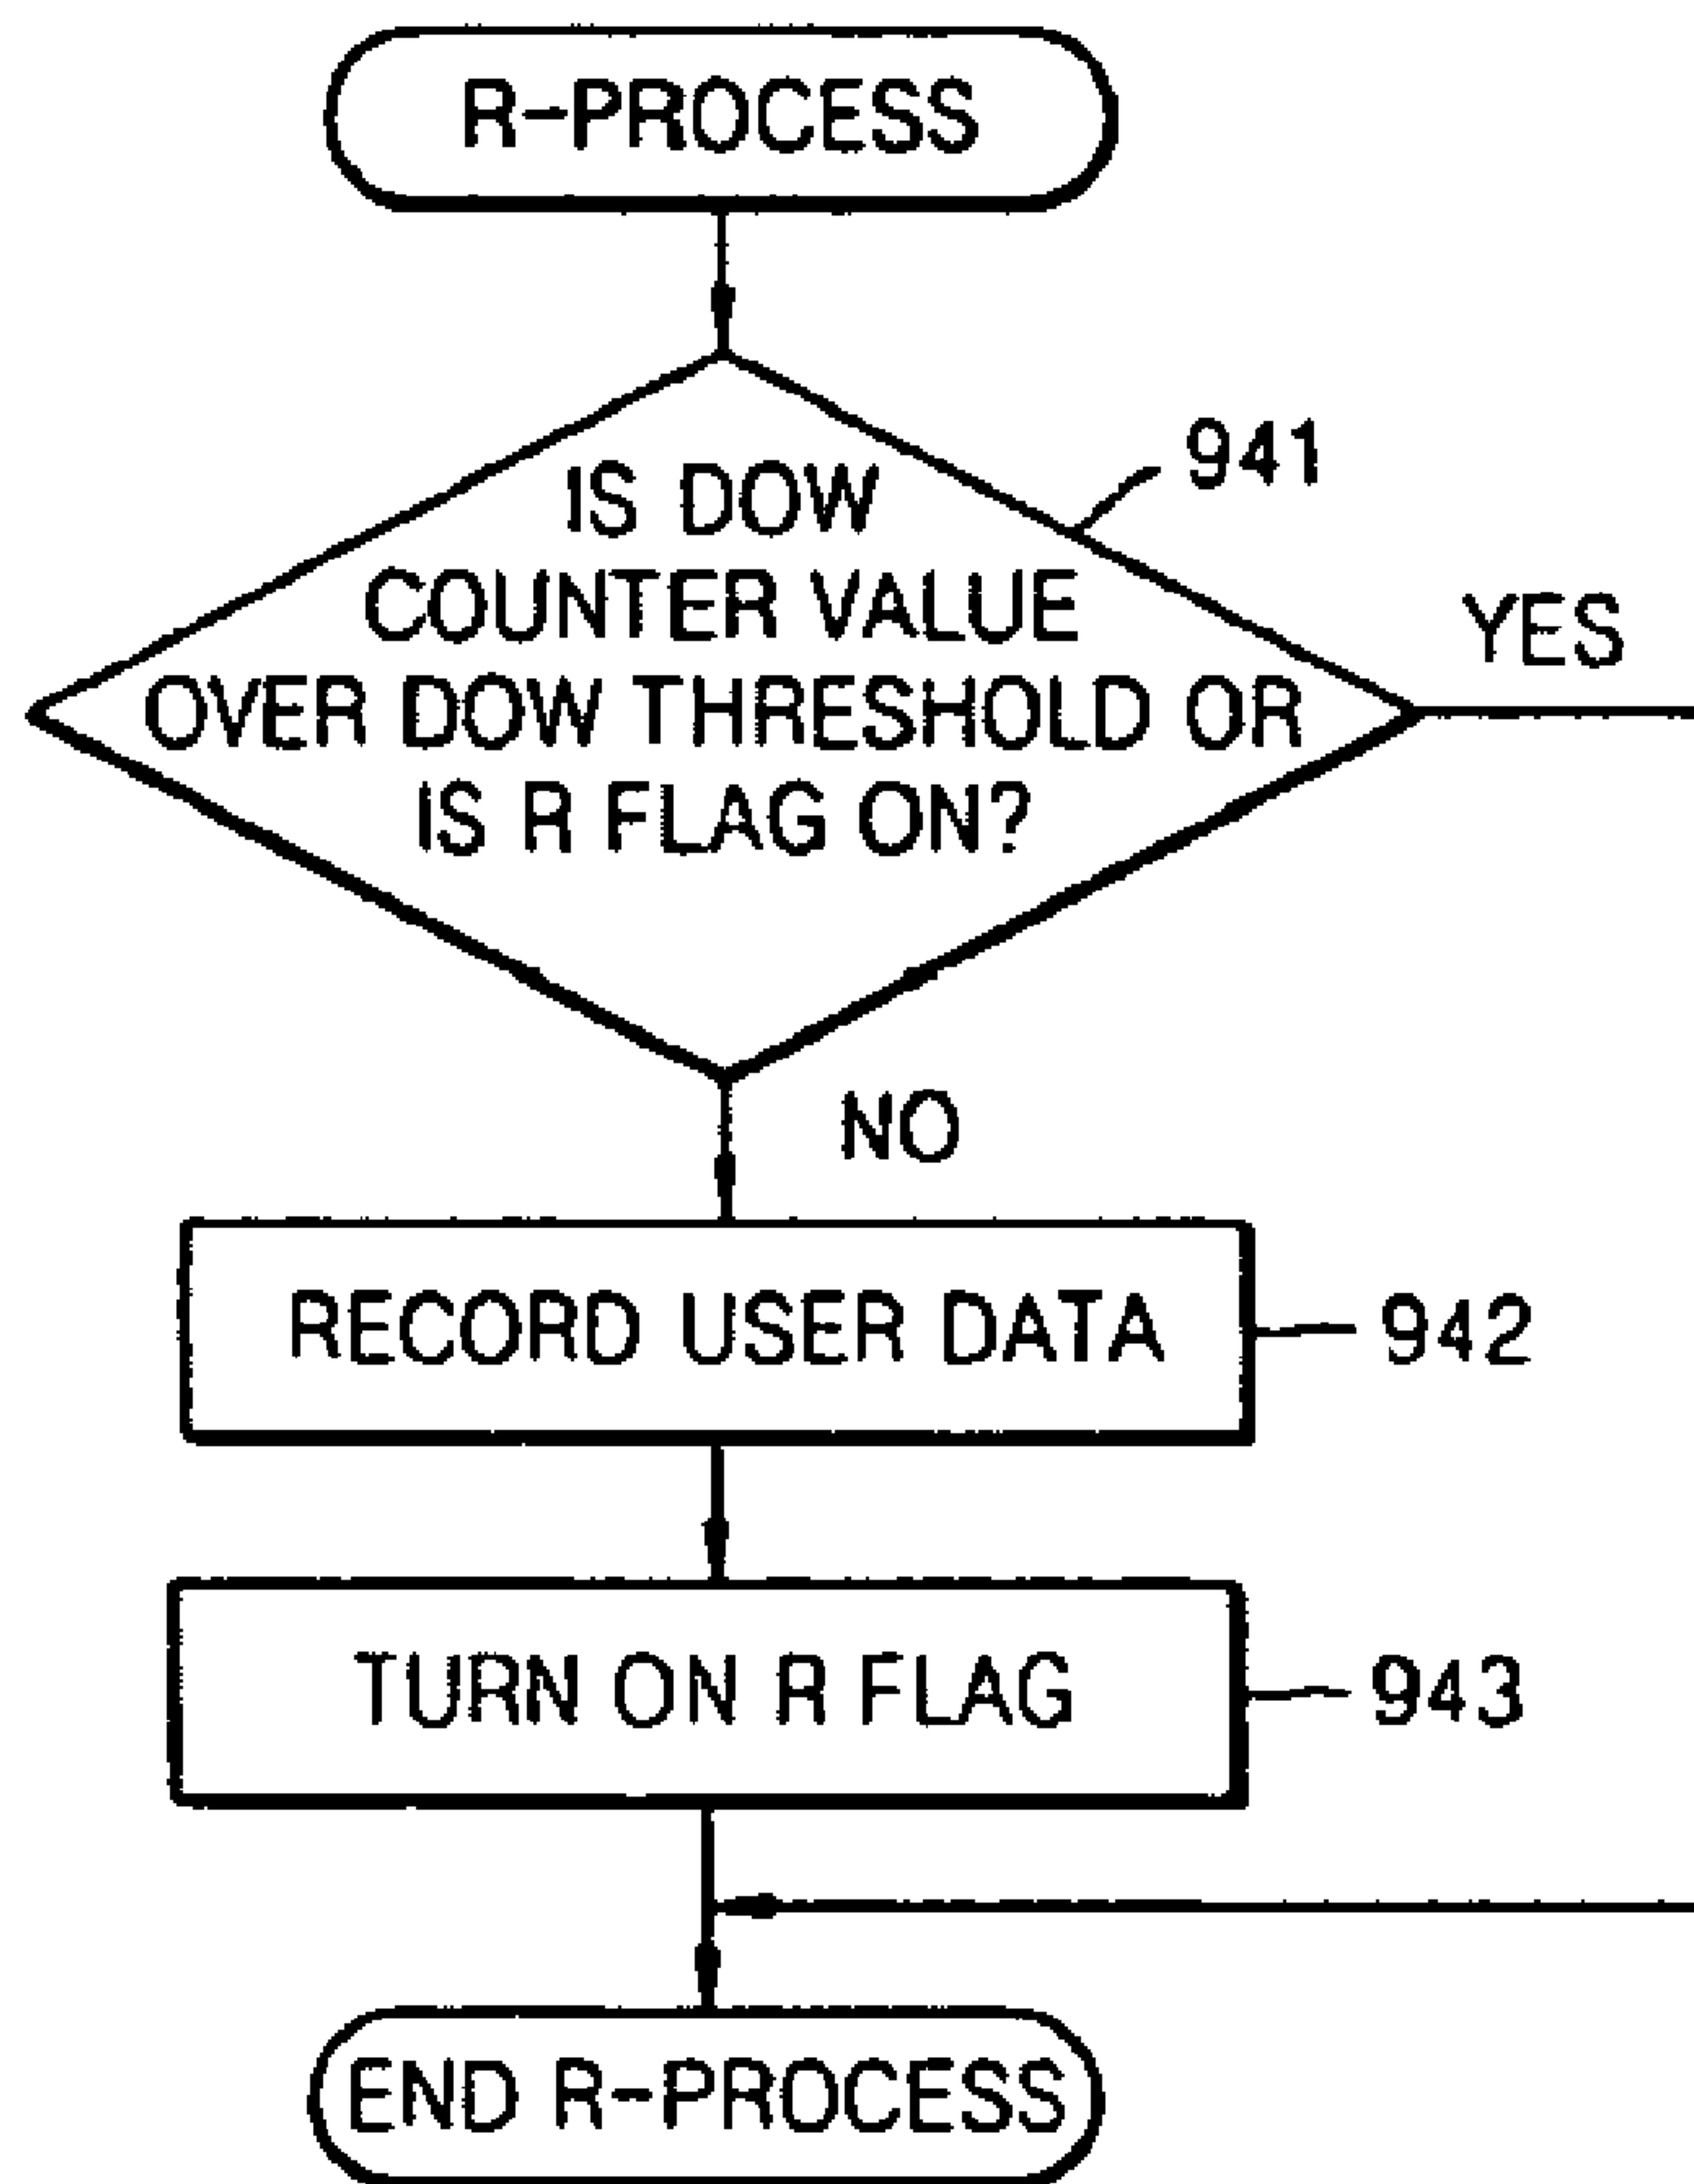 R-PROCESS
941
IS DOW
COUNTER VALUE
OVER DOW THRESHOLD OR
IS R FLAG ON?
YES
NO
RECORD USER DATA
942
TURN ON R FLAG
943
END R-PROCESS